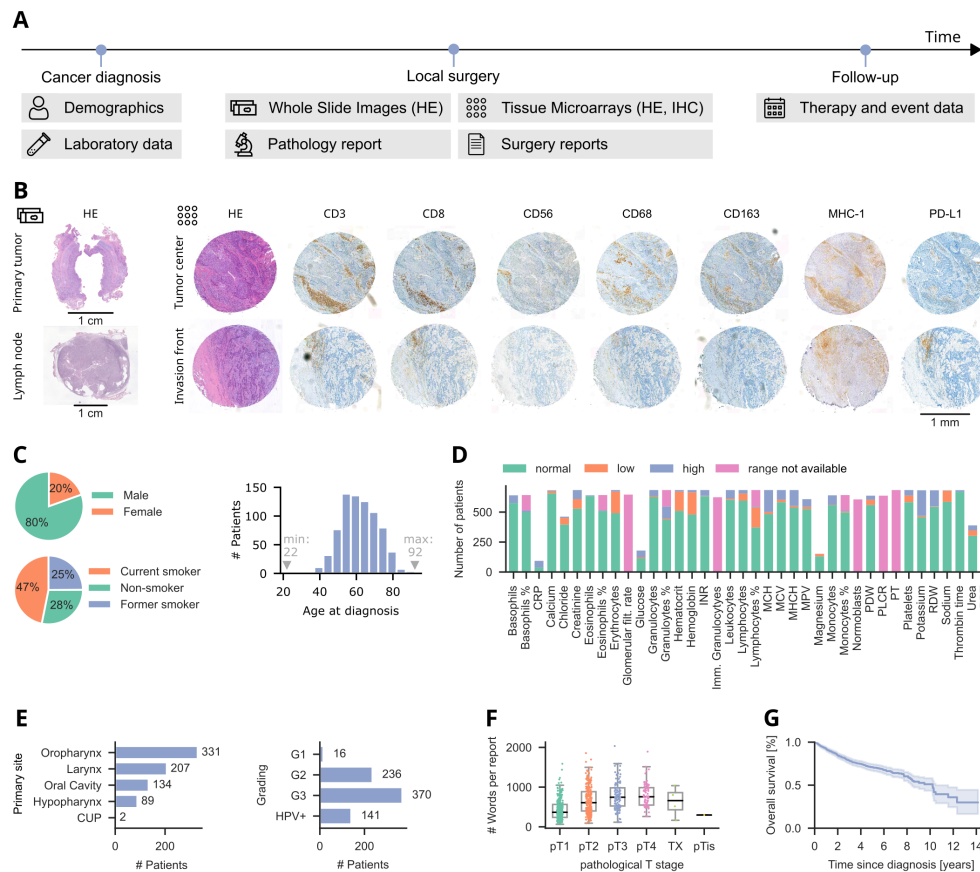 A
Time
Cancer diagnosis
Local surgery
Follow-up
Demographics
Whole Slide Images (HE)
Tissue Microarrays (HE, IHC)
Therapy and event data
Laboratory data
Pathology report
Surgery reports
B
HE
HE
CD3
CD8
CD56
CD68
CD163
MHC-1
PD-L1
Primary tumor
1 cm
Lymph node
1 cm
Tumor center
Invasion front
1 mm
C
20%
80%
Male
Female
47%
25%
28%
Current smoker
Non-smoker
Former smoker
# Patients
150
100
50
0
min:
22
max:
92
40
60
80
Age at diagnosis
D
normal
low
high
range not available
Number of patients
500
250
0
Basophils
Basophils %
CRP
Calcium
Chloride
Creatinine
Eosinophils
Eosinophils %
Erythrocytes
Glomerular filt. rate
Glucose
Granulocytes
Granuloytes %
Hematocrit
Hemoglobin
INR
Imm. Granulocytyes
Leukocytes
Lymphocytes
Lymphocytes %
MCH
MCV
MHCH
MPV
Magnesium
Monocytes
Monocytes %
Normoblasts
PDW
PLCR
PT
Platelets
Potassium
RDW
Sodium
Thrombin time
Urea
E
Primary site
Oropharynx
331
Larynx
207
Oral Cavity
134
Hypopharynx
89
CUP
2
0
200
# Patients
Grading
G1
16
G2
236
G3
370
HPV+
141
0
200
# Patients
F
# Words per report
2000
1000
0
pT1
pT2
pT3
pT4
TX
pTis
pathological T stage
G
Overall survival [%]
1.0
0.5
0.0
0
2
4
6
8
10
12
14
Time since diagnosis [years]